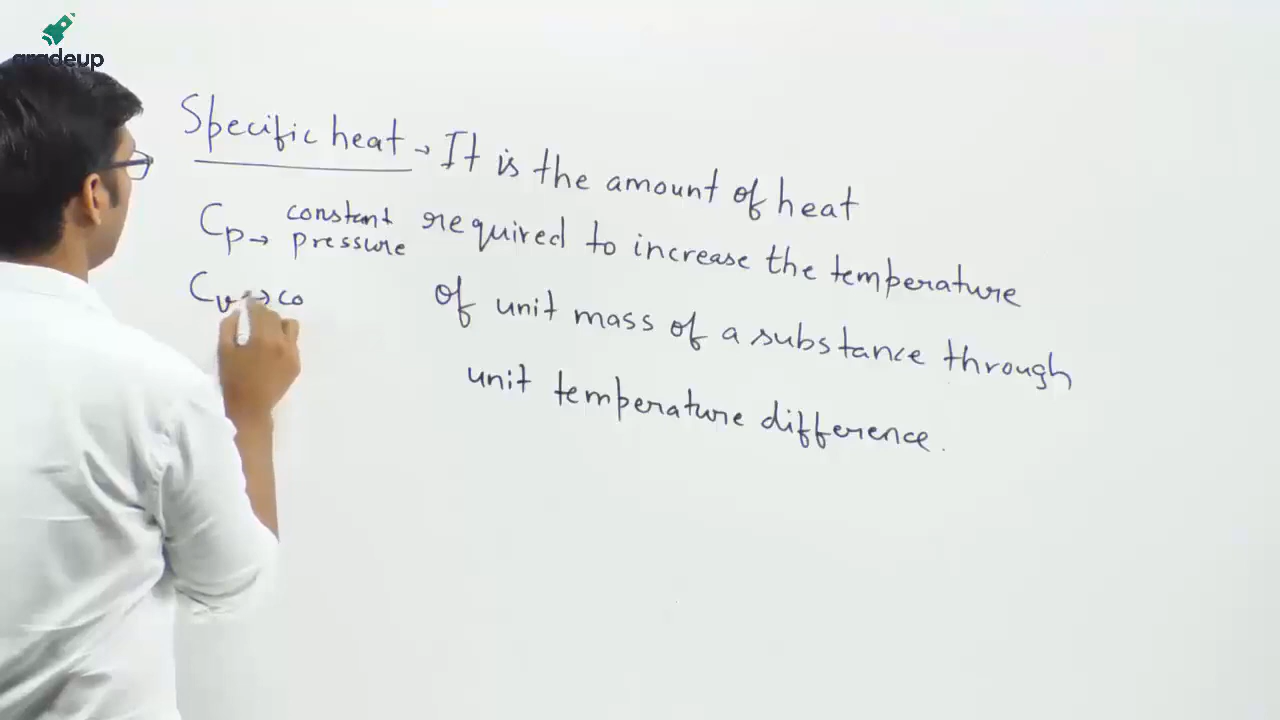 gradeup
Specific heat → It is the amount of heat
Cp → constant pressure required to increase the temperature
Cv → co of unit mass of a substance through
unit temperature difference.